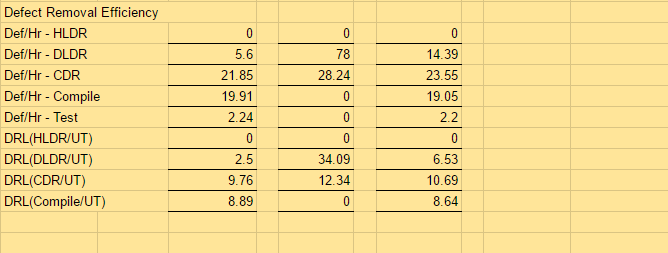 Defect Removal Efficiency
Def/Hr - HLDR 0 0 0
Def/Hr - DLDR 5.6 78 14.39
Def/Hr - CDR 21.85 28.24 23.55
Def/Hr - Compile 19.91 0 19.05
Def/Hr - Test 2.24 0 2.2
DRL(HLDR/UT) 0 0 0
DRL(DLDR/UT) 2.5 34.09 6.53
DRL(CDR/UT) 9.76 12.34 10.69
DRL(Compile/UT) 8.89 0 8.64